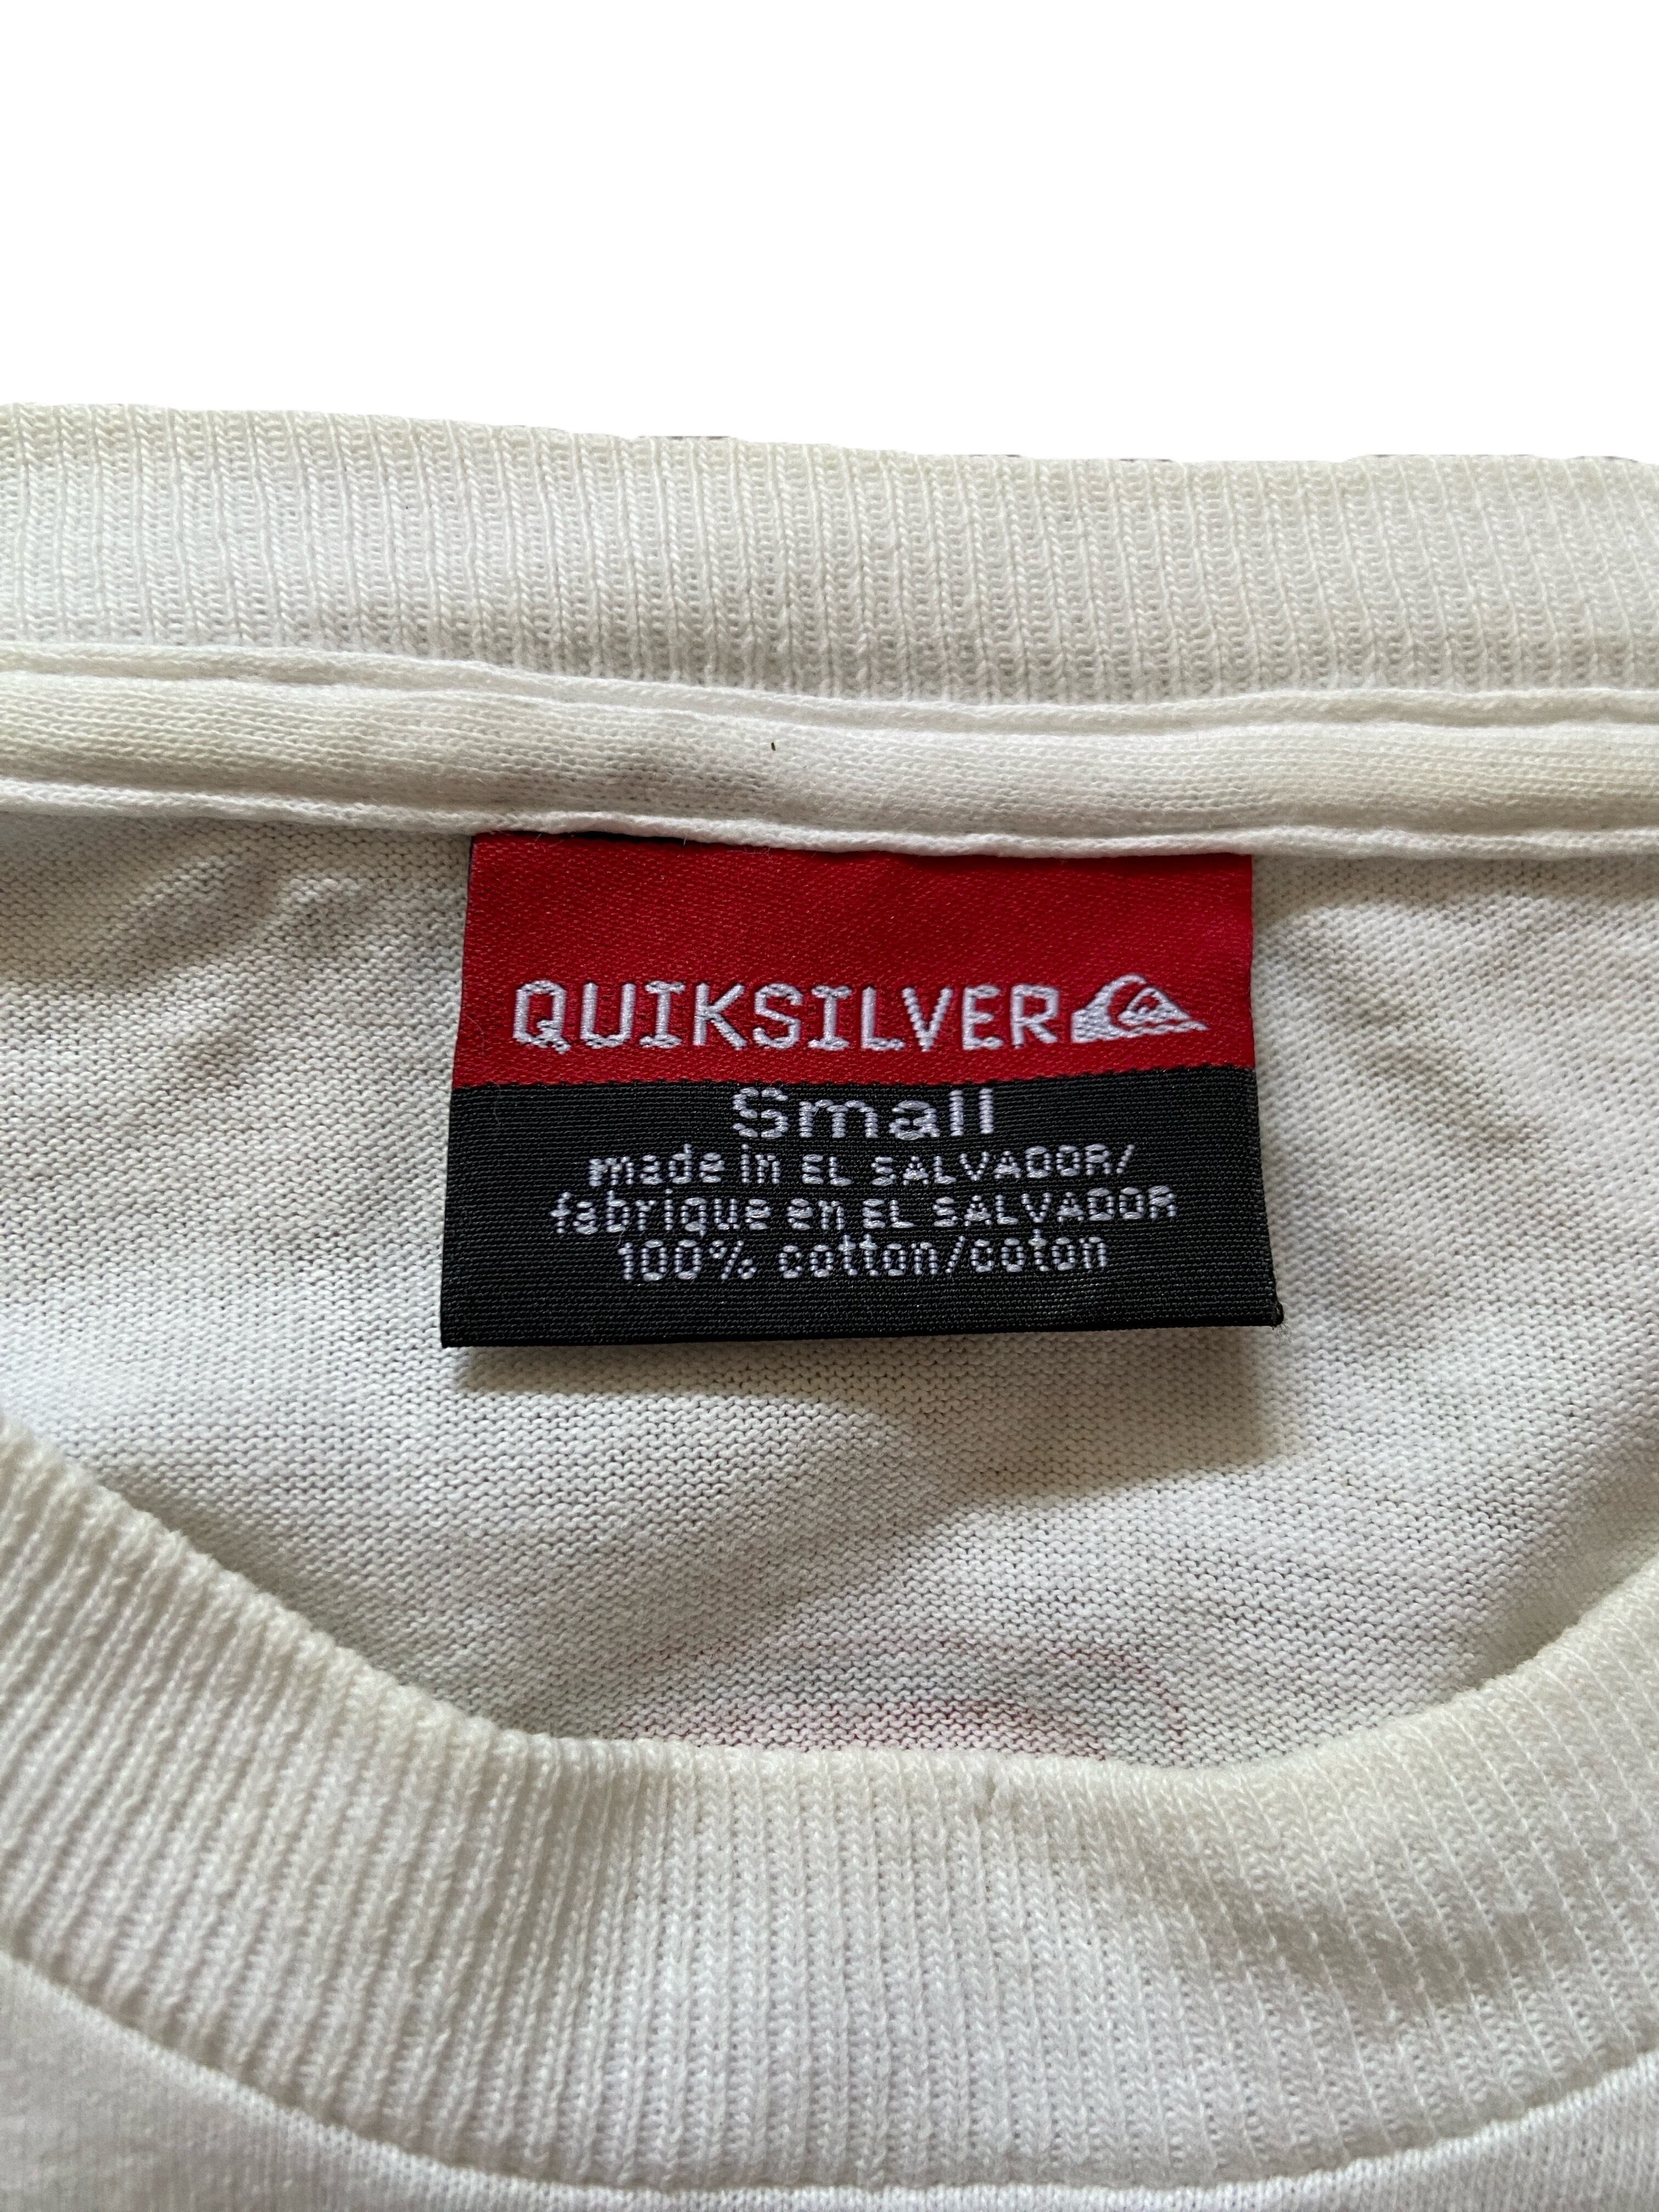 QUIKSILVER
Small
made in EL SALVADOR/
fabrique en EL SALVADOR
100% cotton/coton